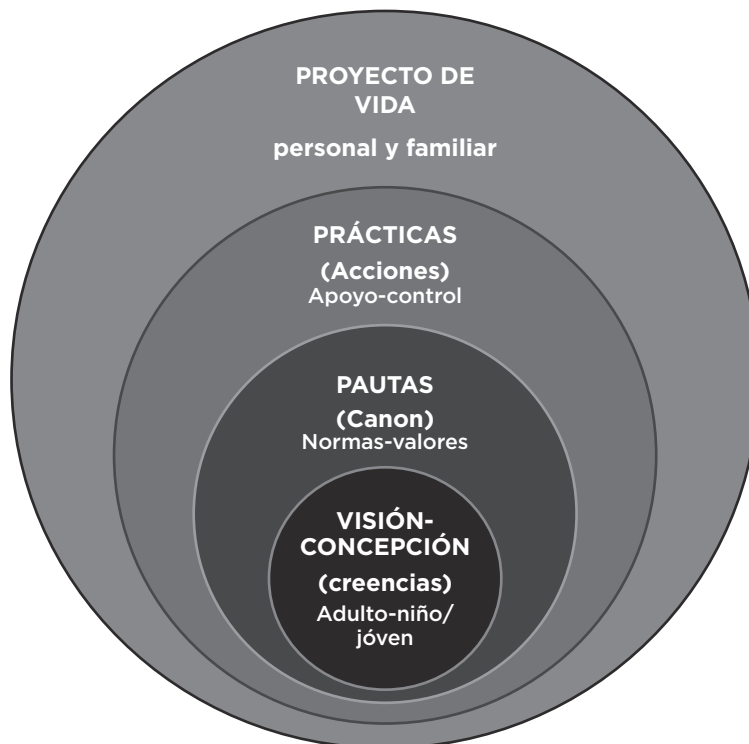 PROYECTO DE
VIDA
personal y familiar
PRÁCTICAS
(Acciones)
Apoyo-control
PAUTAS
(Canon)
Normas-valores
VISIÓN-
CONCEPCIÓN
(creencias)
Adulto-niño/
jóven